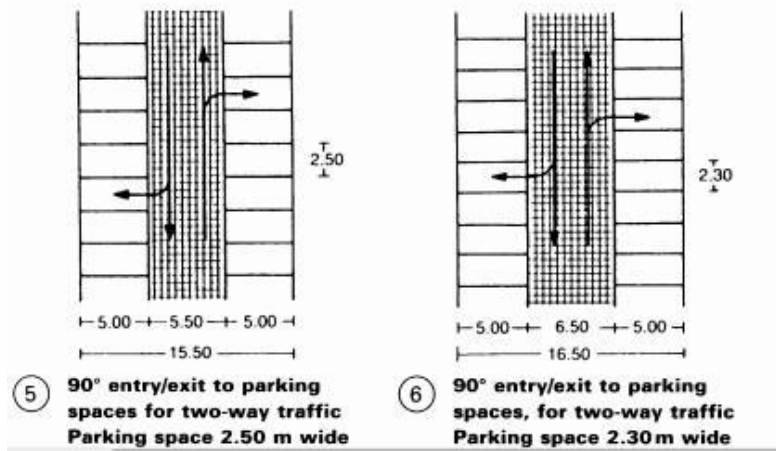 2.50
5.00 5.50 5.00
15.50
5 90° entry/exit to parking
spaces for two-way traffic
Parking space 2.50 m wide
2.30
5.00 6.50 5.00
16.50
6 90° entry/exit to parking
spaces, for two-way traffic
Parking space 2.30 m wide